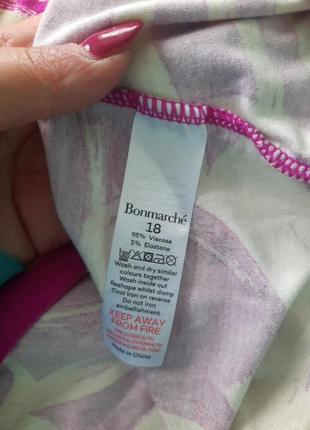 Bonmarché
18
95% Viscose
5% Elastane
Wash and dry similar
colours together
Wash inside out
Reshape whilst damp
Cool iron on reverse
Do not iron
embellishment
KEEP AWAY
FROM FIRE
Made in China